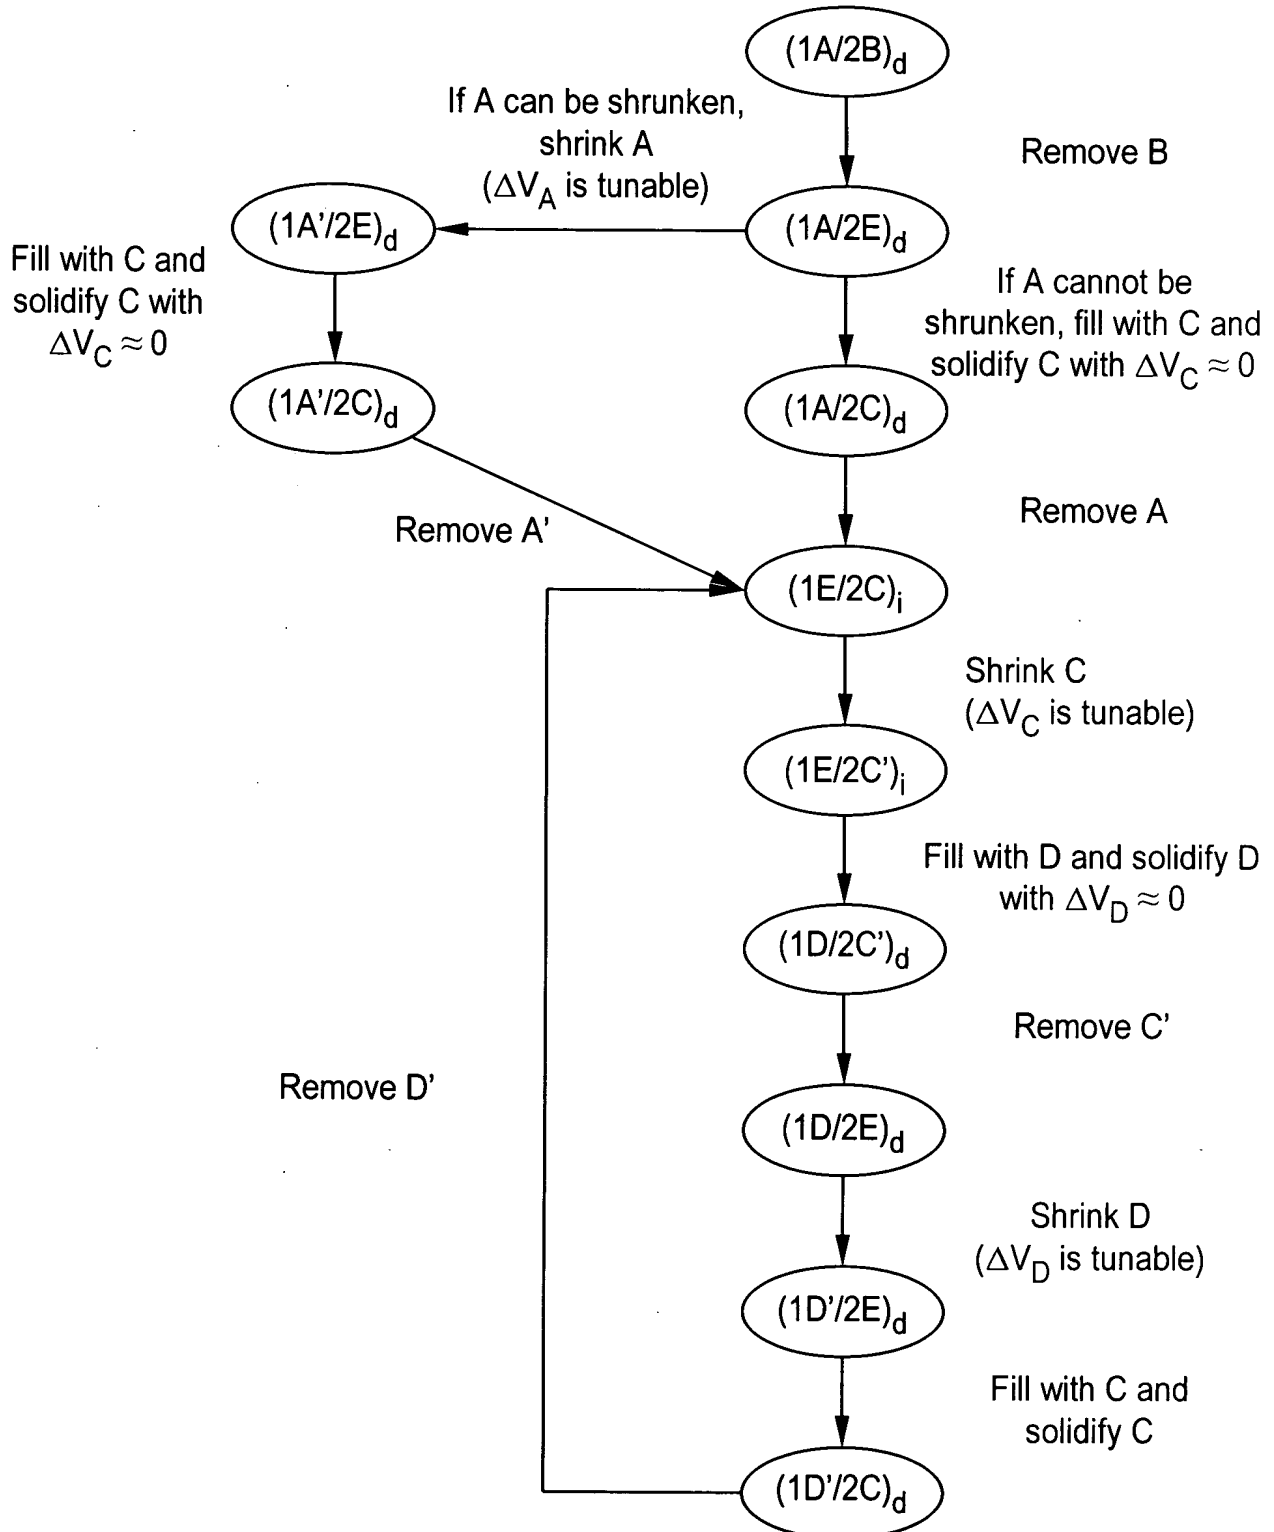 (1A/2B)d
If A can be shrunken,
shrink A
(ΔVA is tunable)
Remove B
(1A'/2E)d
(1A/2E)d
Fill with C and
solidify C with
ΔVC ≈ 0
If A cannot be
shrunken, fill with C and
solidify C with ΔVC ≈ 0
(1A'/2C)d
(1A/2C)d
Remove A'
Remove A
(1E/2C)i
Shrink C
(ΔVC is tunable)
(1E/2C')i
Fill with D and solidify D
with ΔVD ≈ 0
(1D/2C')d
Remove C'
Remove D'
(1D/2E)d
Shrink D
(ΔVD is tunable)
(1D'/2E)d
Fill with C and
solidify C
(1D'/2C)d